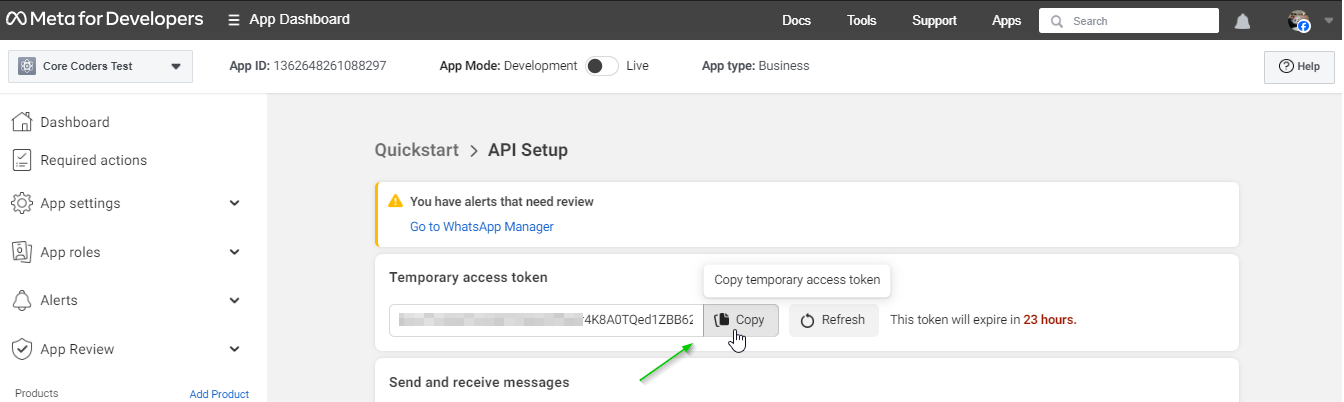 Meta for Developers
App Dashboard
Docs
Tools
Support
Apps
Search
Core Coders Test
App ID: 1362648261088297
App Mode: Development
Live
App type: Business
Help
Dashboard
Required actions
App settings
App roles
Alerts
App Review
Products
Add Product
Quickstart > API Setup
You have alerts that need review
Go to WhatsApp Manager
Temporary access token
Copy temporary access token
4K8A0TQed1ZBB62
Copy
Refresh
This token will expire in 23 hours.
Send and receive messages